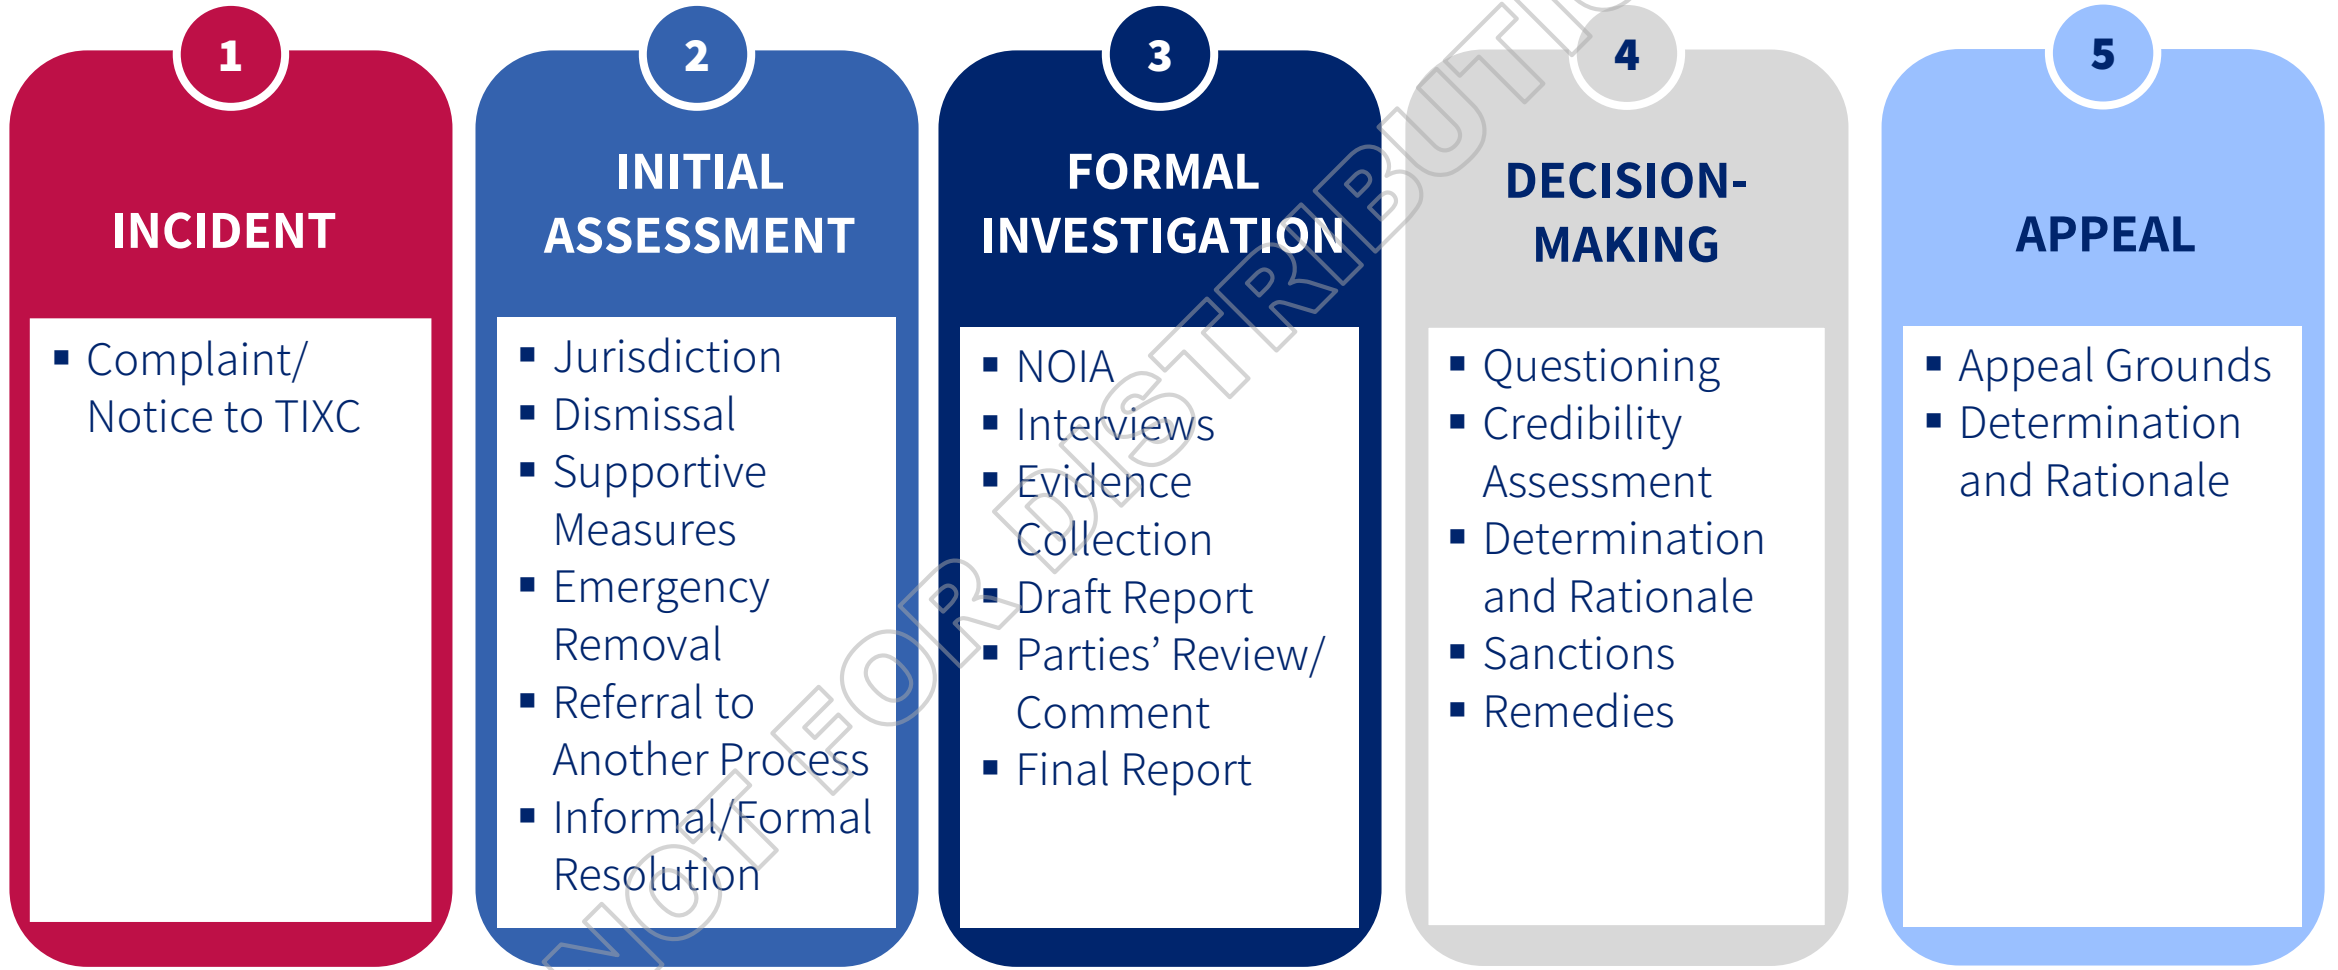 1
INCIDENT
▪ Complaint/
Notice to TIXC
2
INITIAL
ASSESSMENT
▪ Jurisdiction
▪ Dismissal
▪ Supportive
Measures
▪ Emergency
Removal
▪ Referral to
Another Process
▪ Informal/Formal
Resolution
3
FORMAL
INVESTIGATION
▪ NOIA
▪ Interviews
▪ Evidence
Collection
▪ Draft Report
▪ Parties’ Review/
Comment
▪ Final Report
4
DECISION-
MAKING
▪ Questioning
▪ Credibility
Assessment
▪ Determination
and Rationale
▪ Sanctions
▪ Remedies
5
APPEAL
▪ Appeal Grounds
▪ Determination
and Rationale
NOT FOR DISTRIBUTIO